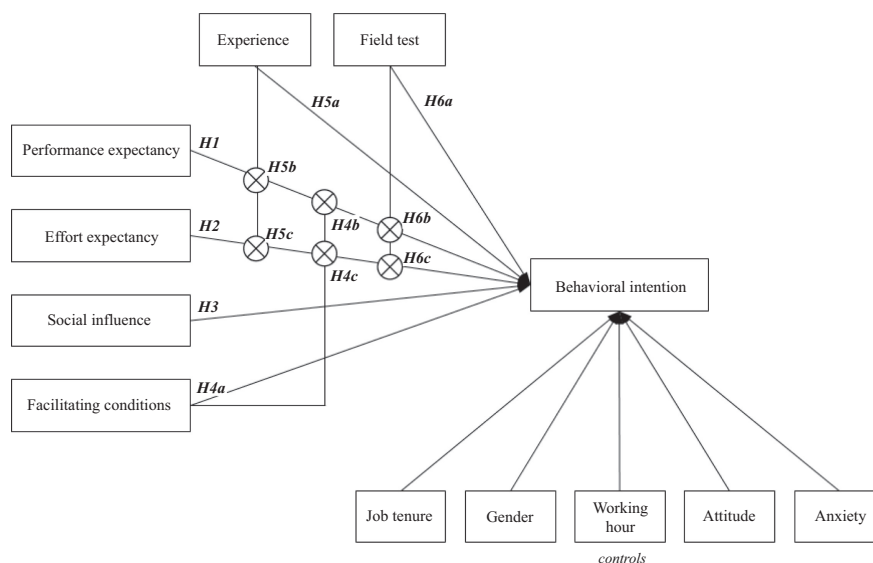 Experience
Field test
H5a
H6a
H1
Performance expectancy
H5b
H2
H4b
H6b
Effort expectancy
H5c
H6c
H4c
Behavioral intention
H3
Social influence
H4a
Facilitating conditions
Job tenure
Gender
Working
hour
Attitude
Anxiety
controls